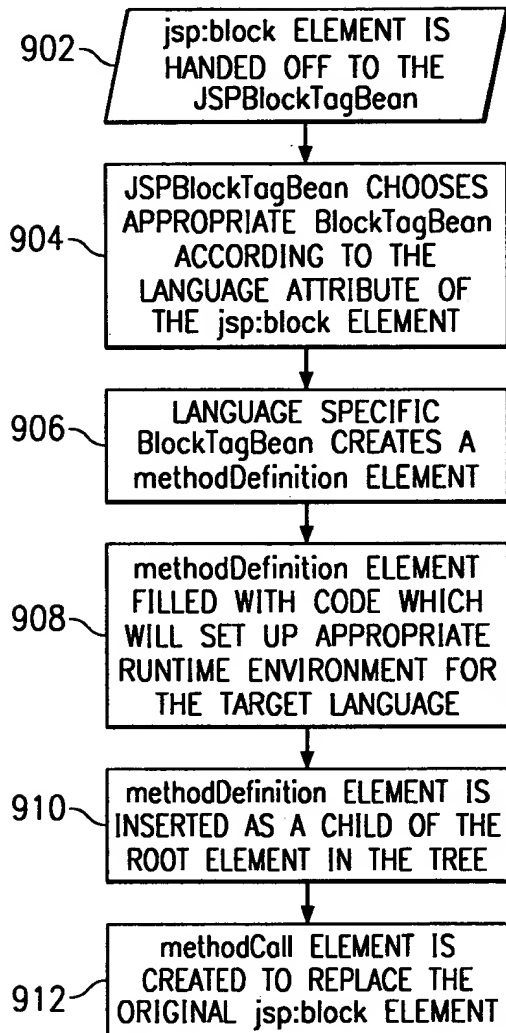 902
jsp:block ELEMENT IS
HANDED OFF TO THE
JSPBlockTagBean
904
JSPBlockTagBean CHOOSES
APPROPRIATE BlockTagBean
ACCORDING TO THE
LANGUAGE ATTRIBUTE OF
THE jsp:block ELEMENT
906
LANGUAGE SPECIFIC
BlockTagBean CREATES A
methodDefinition ELEMENT
908
methodDefinition ELEMENT
FILLED WITH CODE WHICH
WILL SET UP APPROPRIATE
RUNTIME ENVIRONMENT FOR
THE TARGET LANGUAGE
910
methodDefinition ELEMENT IS
INSERTED AS A CHILD OF THE
ROOT ELEMENT IN THE TREE
912
methodCall ELEMENT IS
CREATED TO REPLACE THE
ORIGINAL jsp:block ELEMENT